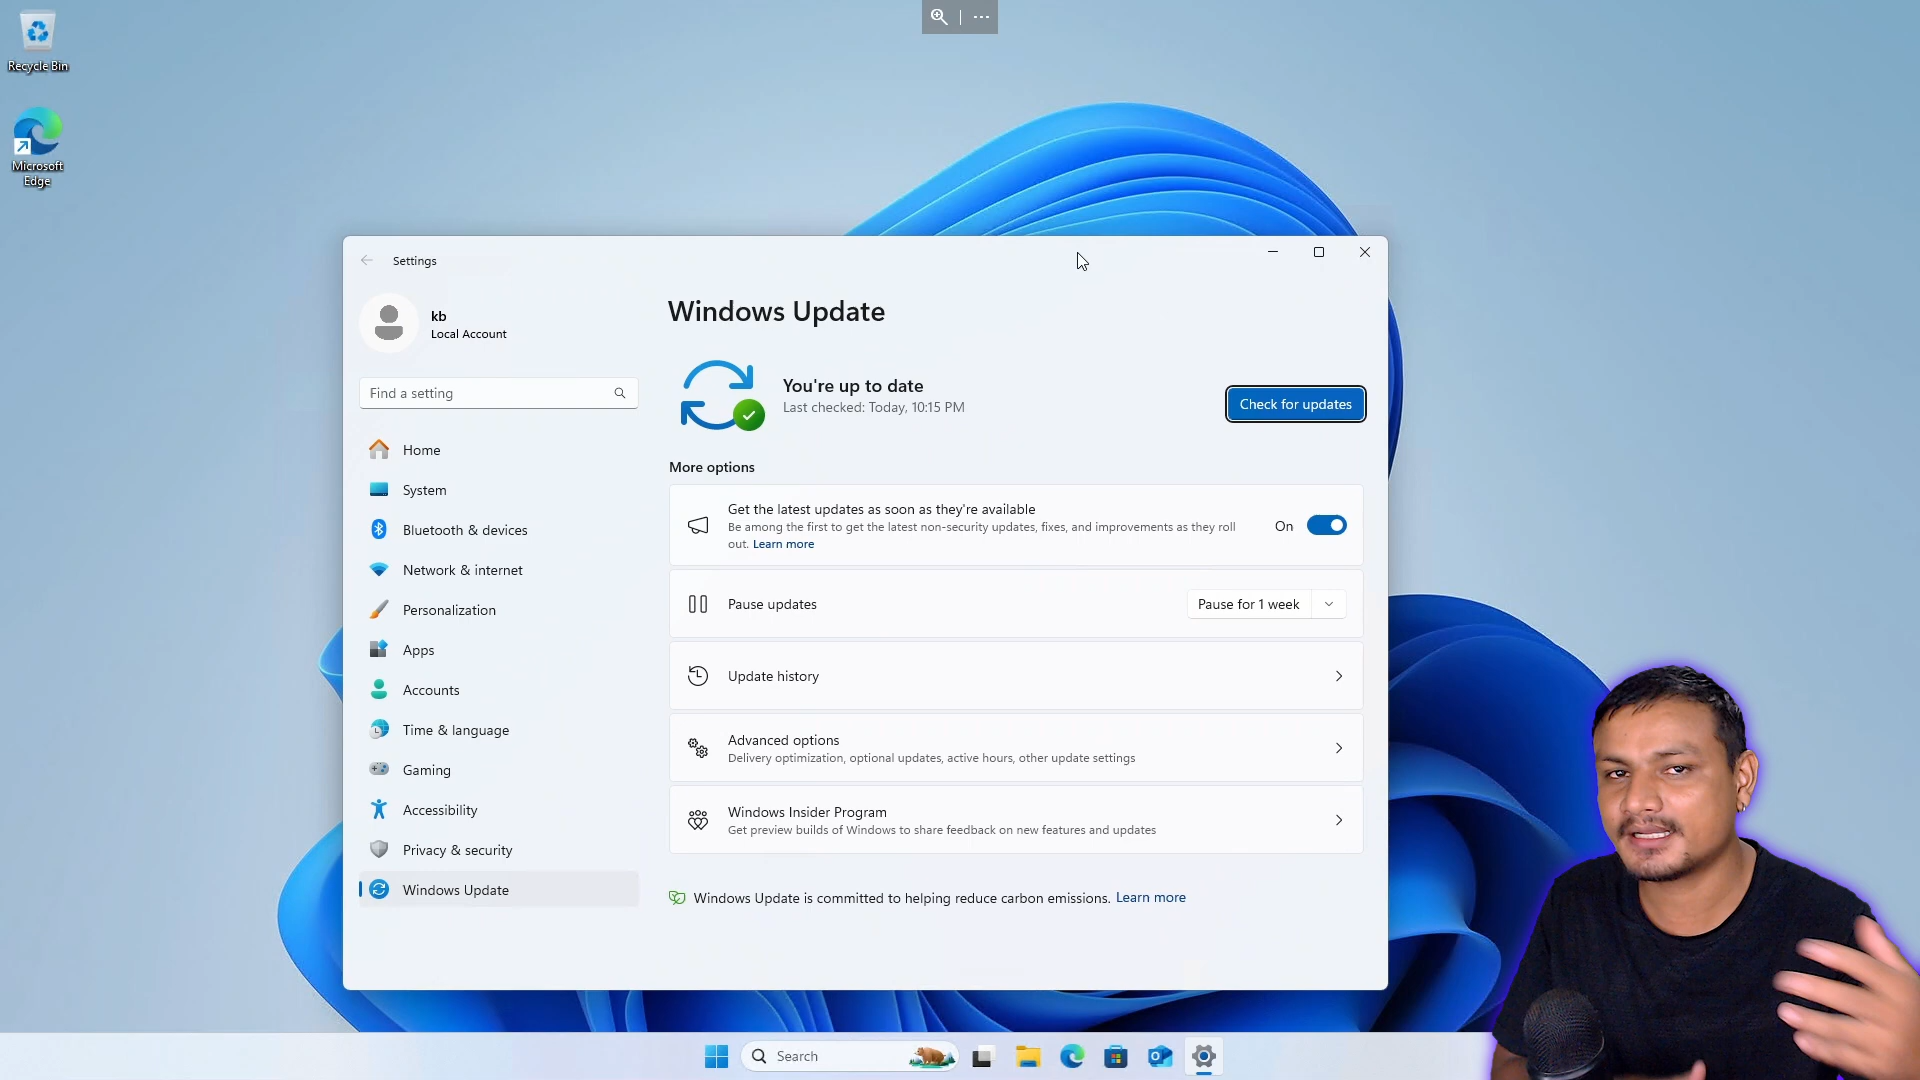 Recycle Bin
Microsoft
Edge
Settings
kb
Local Account
Find a setting
Home
System
Bluetooth & devices
Network & internet
Personalization
Apps
Accounts
Time & language
Gaming
Accessibility
Privacy & security
Windows Update
Windows Update
You're up to date
Last checked: Today, 10:15 PM
Check for updates
More options
Get the latest updates as soon as they're available
Be among the first to get the latest non-security updates, fixes, and improvements as they roll
out. Learn more
On
Pause updates
Pause for 1 week
Update history
Advanced options
Delivery optimization, optional updates, active hours, other update settings
Windows Insider Program
Get preview builds of Windows to share feedback on new features and updates
Windows Update is committed to helping reduce carbon emissions. Learn more
Search